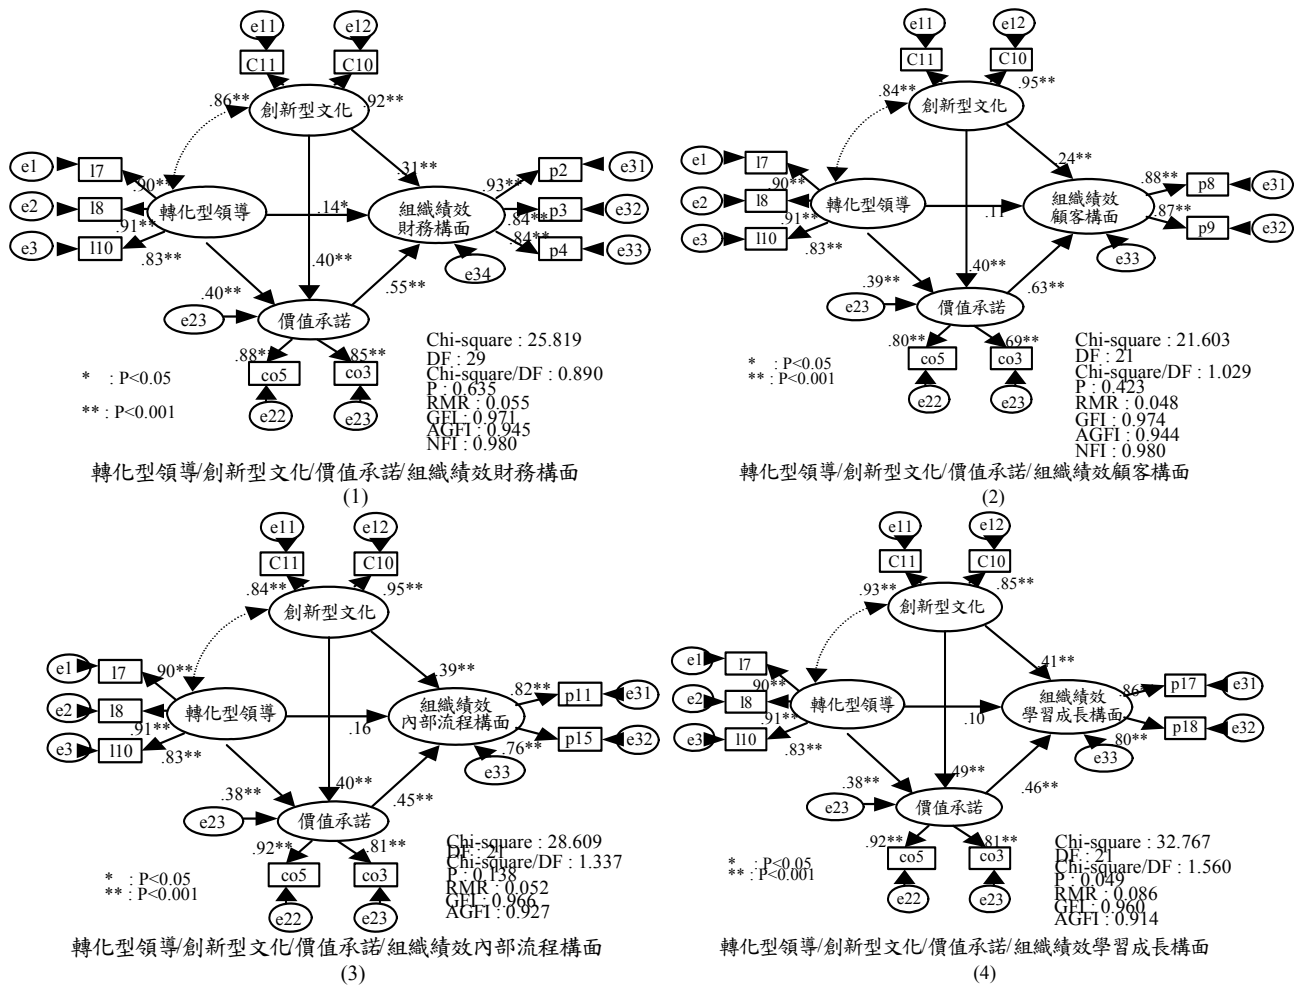 e11
e12
C11
C10
.86**
.92**
創新型文化
e1
l7
.90**
.31**
p2
e31
.93**
e2
l8
轉化型領導
.14*
組織績效
財務構面
p3
e32
.84**
e3
l10
.91**
.83**
.84**
p4
e33
e34
.40**
.40**
.55**
e23
價值承諾
.88**
.85**
co5
co3
e22
e23
* : P<0.05
** : P<0.001
Chi-square : 25.819
DF : 29
Chi-square/DF : 0.890
P : 0.635
RMR : 0.055
GFI : 0.971
AGFI : 0.945
NFI : 0.980
轉化型領導/創新型文化/價值承諾/組織績效財務構面
(1)
e11
e12
C11
C10
.84**
.95**
創新型文化
e1
l7
.90**
.24**
.88**
p8
e31
e2
l8
轉化型領導
.11
組織績效
顧客構面
.87**
p9
e32
e3
l10
.91**
.83**
e33
.39**
.40**
.63**
e23
價值承諾
.80**
.69**
co5
co3
e22
e23
* : P<0.05
** : P<0.001
Chi-square : 21.603
DF : 21
Chi-square/DF : 1.029
P : 0.423
RMR : 0.048
GFI : 0.974
AGFI : 0.944
NFI : 0.980
轉化型領導/創新型文化/價值承諾/組織績效顧客構面
(2)
e11
e12
C11
C10
.84**
.95**
創新型文化
e1
l7
.90**
.39**
.82**
p11
e31
e2
l8
轉化型領導
.16
組織績效
內部流程構面
.76**
p15
e32
e3
l10
.91**
.83**
e33
.38**
.40**
.45**
e23
價值承諾
.92**
.81**
co5
co3
e22
e23
* : P<0.05
** : P<0.001
Chi-square : 28.609
DF : 21
Chi-square/DF : 1.337
P : 0.138
RMR : 0.052
GFI : 0.966
AGFI : 0.927
轉化型領導/創新型文化/價值承諾/組織績效內部流程構面
(3)
e11
e12
C11
C10
.93**
.85**
創新型文化
e1
l7
.90**
.41**
.86**
p17
e31
e2
l8
轉化型領導
.10
組織績效
學習成長構面
.80**
p18
e32
e3
l10
.91**
.83**
e33
.38**
.49**
.46**
e23
價值承諾
.92**
.81**
co5
co3
e22
e23
* : P<0.05
** : P<0.001
Chi-square : 32.767
DF : 21
Chi-square/DF : 1.560
P : 0.049
RMR : 0.086
GFI : 0.960
AGFI : 0.914
轉化型領導/創新型文化/價值承諾/組織績效學習成長構面
(4)